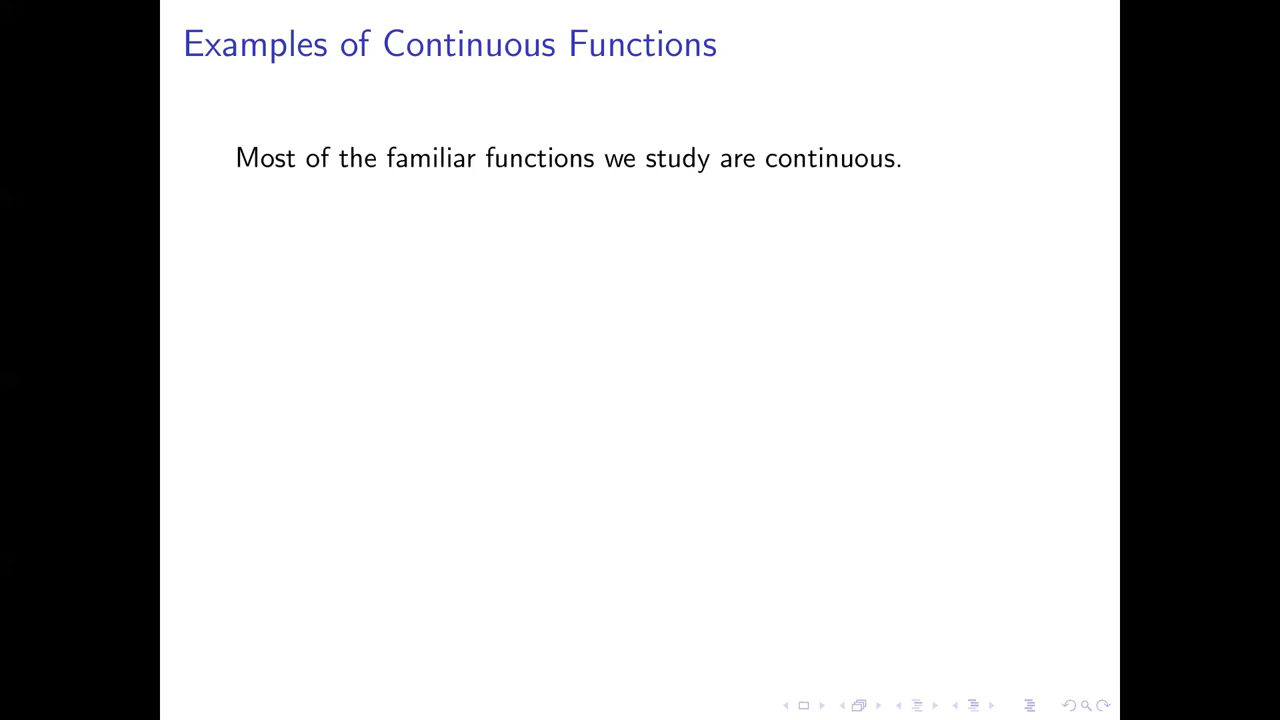 Examples of Continuous Functions
Most of the familiar functions we study are continuous.